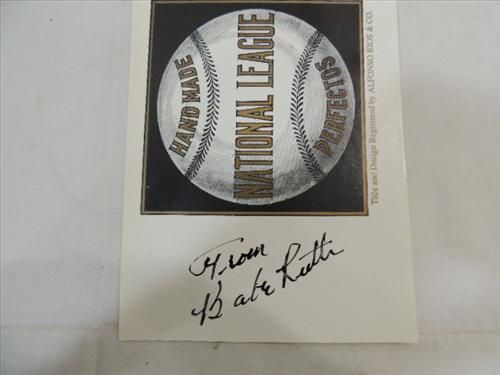 HAND MADE
NATIONAL LEAGUE
PERFECTOS
Title and Design Registered by ALFONSO RIOS & CO.
From
Babe Ruth